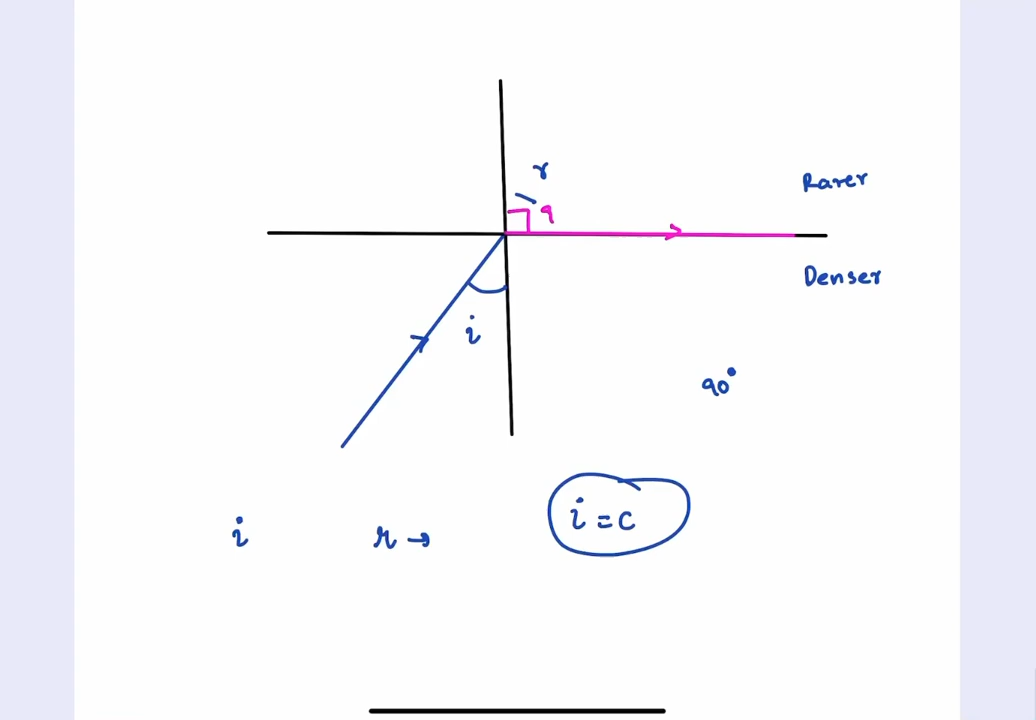 r
Rarer
9
Denser
i
90°
i = c
i r →